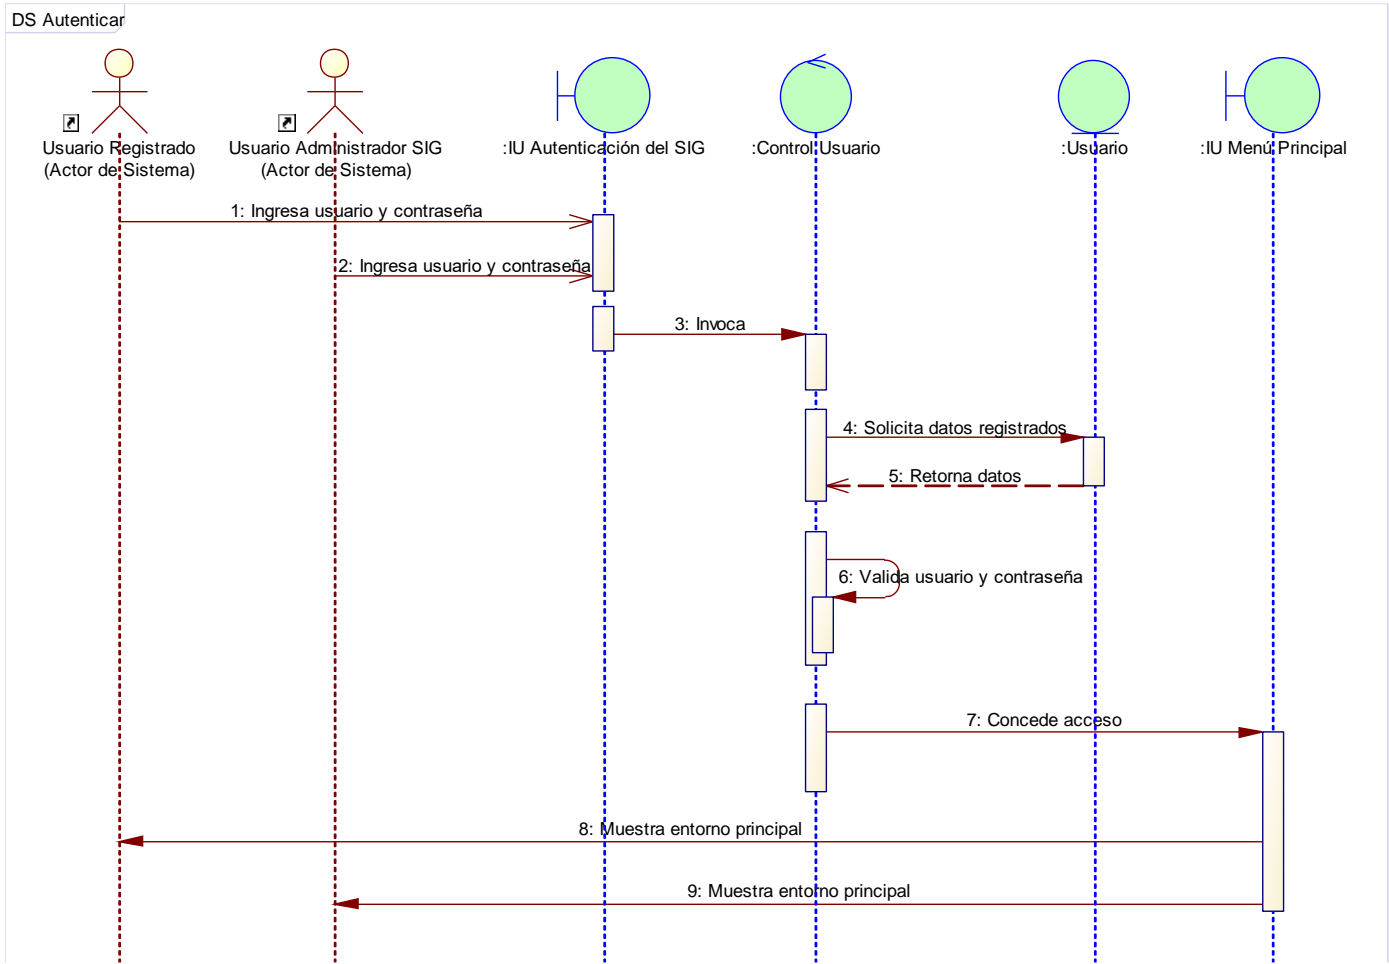 DS Autenticar
Usuario Registrado
(Actor de Sistema)
Usuario Administrador SIG
(Actor de Sistema)
:IU Autenticación del SIG
:Control Usuario
:Usuario
:IU Menú Principal
1: Ingresa usuario y contraseña
2: Ingresa usuario y contraseña
3: Invoca
4: Solicita datos registrados
5: Retorna datos
6: Valida usuario y contraseña
7: Concede acceso
8: Muestra entorno principal
9: Muestra entorno principal